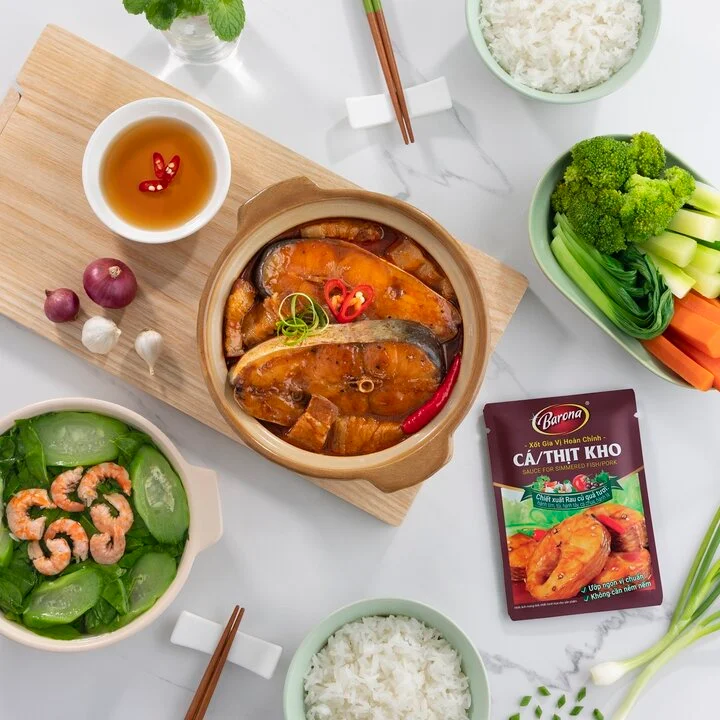 Barona
- Xốt Gia Vị Hoàn Chỉnh -
CÁ/THỊT KHO
SAUCE FOR SIMMERED FISH/PORK
Chiết xuất Rau củ quả tươi
✓ Ướp ngon vị chuẩn
✓ Không cần nêm nếm